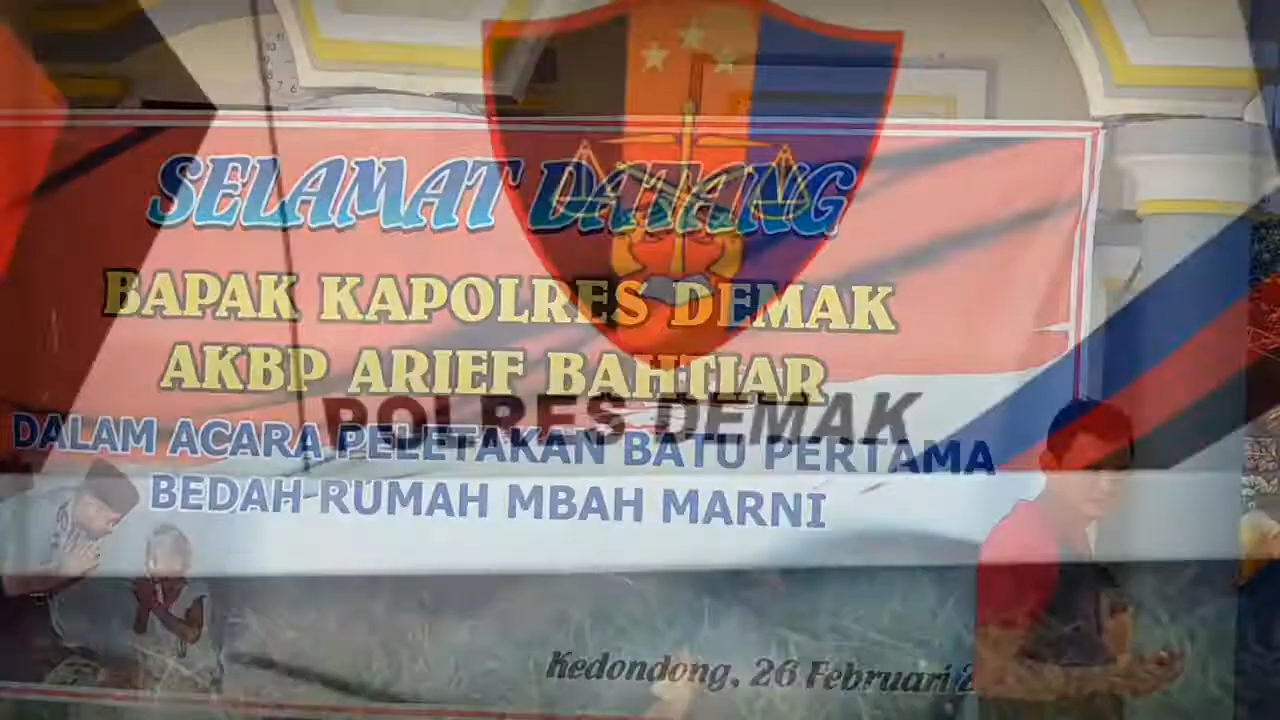 SELAMAT DATANG
BAPAK KAPOLRES DEMAK
AKBP ARIEF BAHTIAR
POLRES DEMAK
DALAM ACARA PELETAKAN BATU PERTAMA
BEDAH RUMAH MBAH MARNI
Kedondong, 26 Februari